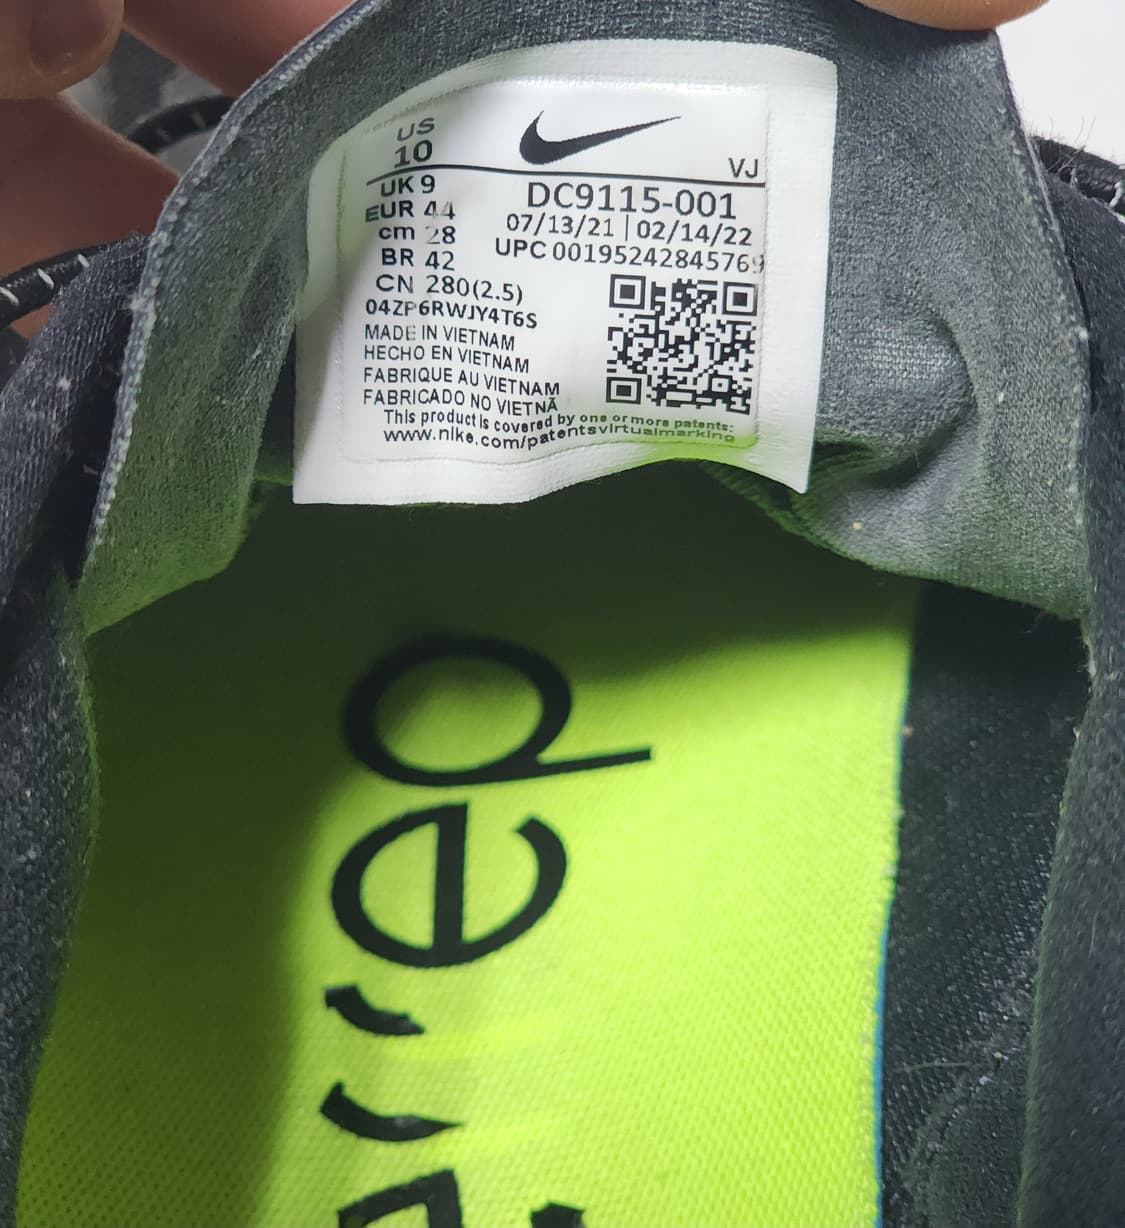 US
10
VJ
UK 9
EUR 44
cm 28
BR 42
CN 280(2.5)
04ZP6RWJY4T6S
MADE IN VIETNAM
HECHO EN VIETNAM
FABRIQUE AU VIETNAM
FABRICADO NO VIETNÃ
This product is covered by one or more patents:
www.nike.com/patentsvirtualmarking
DC9115-001
07/13/21 | 02/14/22
UPC 00195242845769